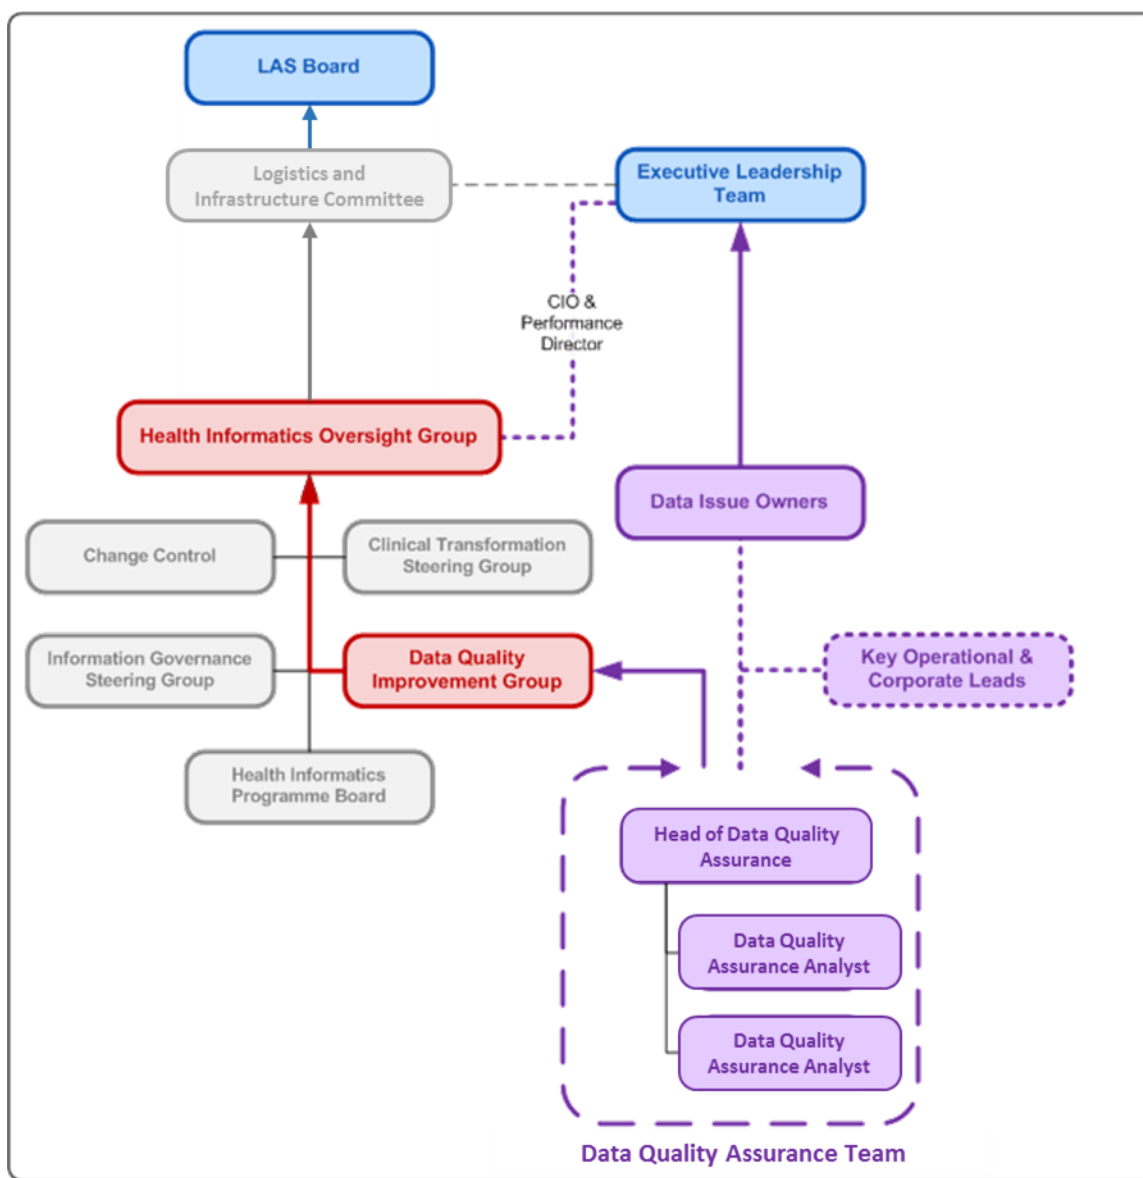 LAS Board
Logistics and
Infrastructure Committee
Executive Leadership
Team
CIO &
Performance
Director
Health Informatics Oversight Group
Data Issue Owners
Change Control
Clinical Transformation
Steering Group
Information Governance
Steering Group
Data Quality
Improvement Group
Key Operational &
Corporate Leads
Health Informatics
Programme Board
Head of Data Quality
Assurance
Data Quality
Assurance Analyst
Data Quality
Assurance Analyst
Data Quality Assurance Team